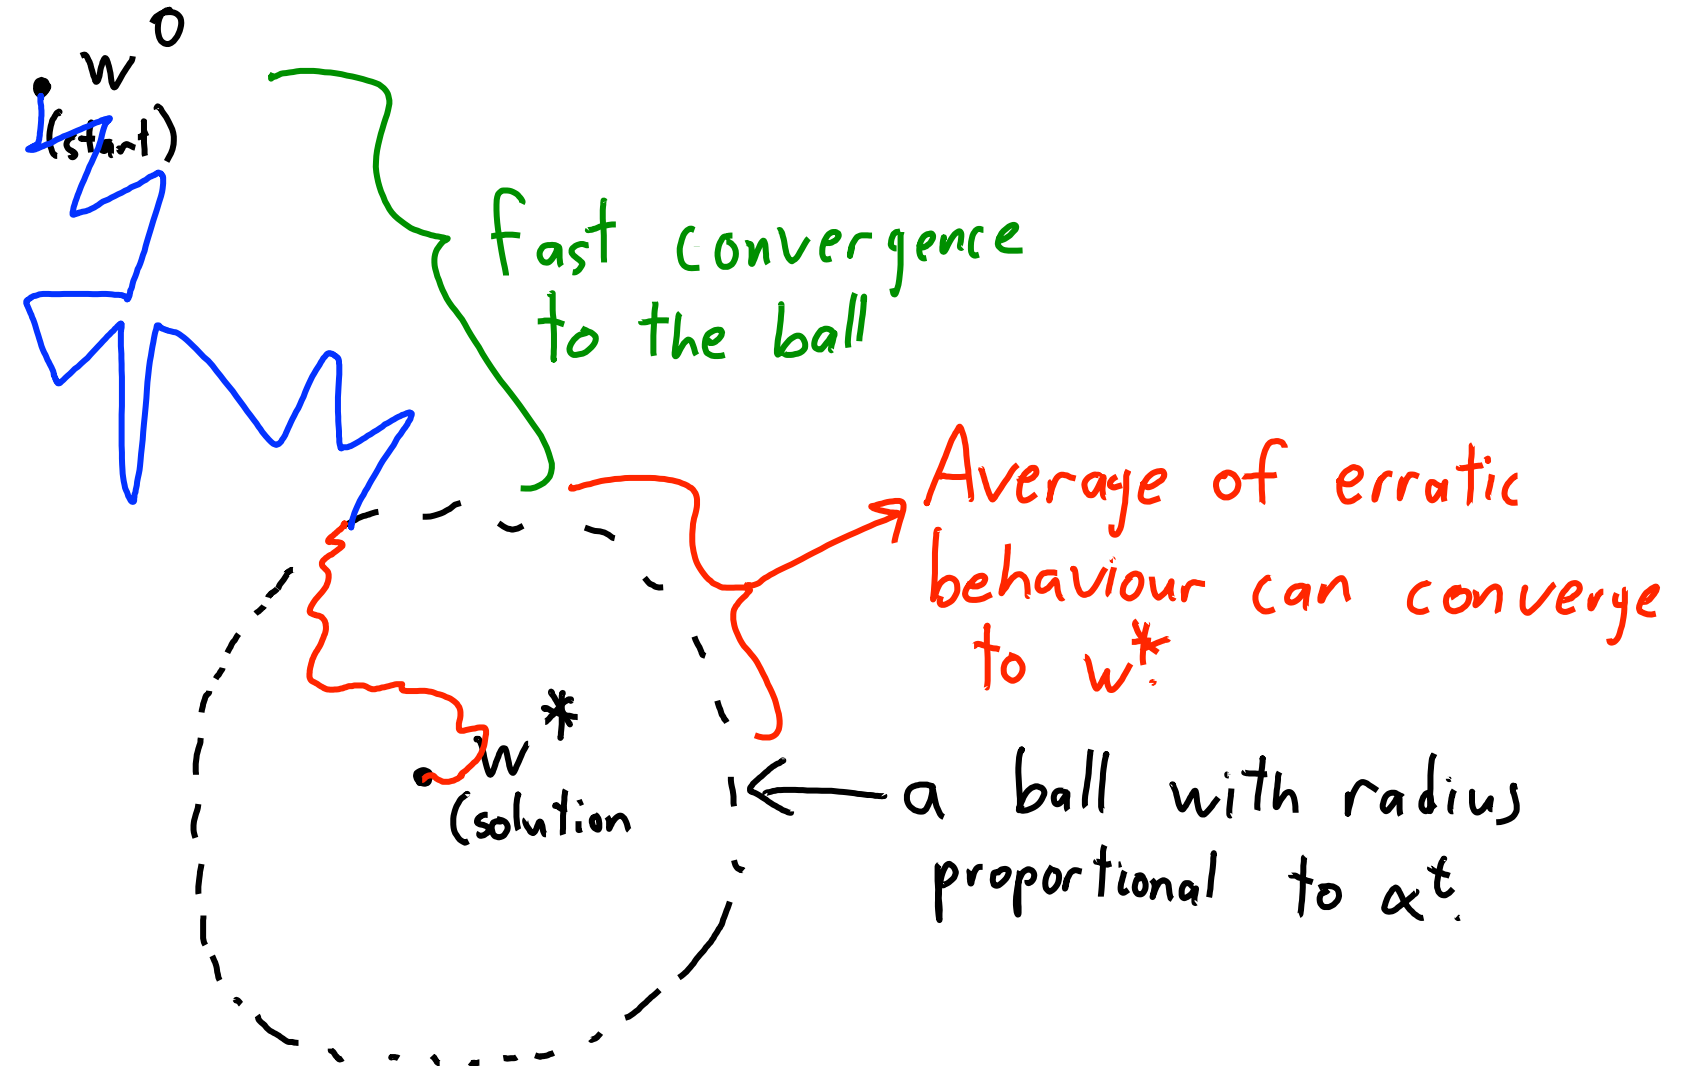 w⁰
(start)
fast convergence
to the ball
Average of erratic
behaviour can converge
to w*.
w*
(solution
a ball with radius
proportional to αᵗ.